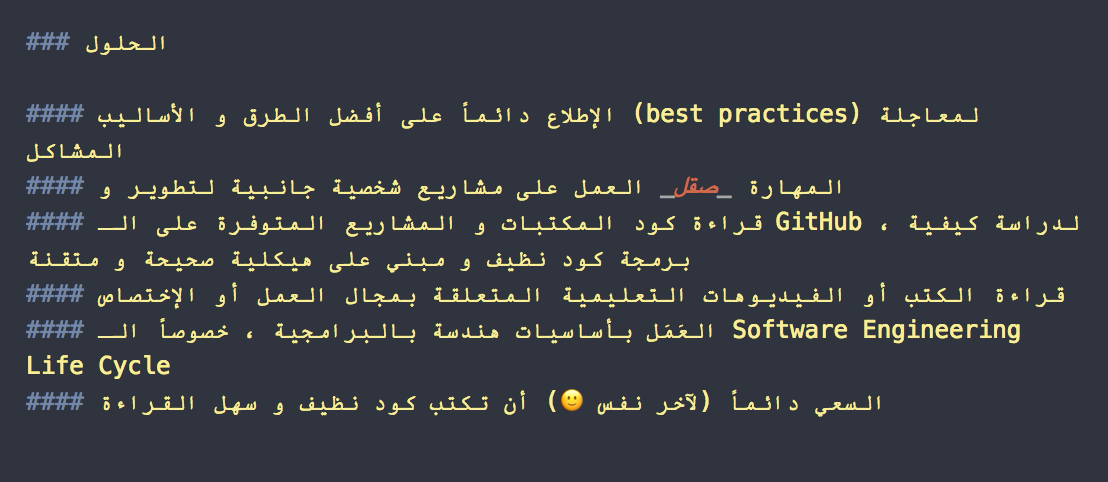 ### الحلول
#### الإطلاع دائماً على أفضل الطرق و الأساليب (best practices) لمعاجلة
المشاكل
#### العمل على مشاريع شخصية جانبية لتطوير و _صقل_ المهارة
#### قراءة كود المكتبات و المشاريع المتوفرة على الــ GitHub ، لدراسة كيفية
برمجة كود نظيف و مبني على هيكلية صحيحة و متقنة
#### قراءة الكتب أو الفيديوهات التعليمية المتعلقة بمجال العمل أو الإختصاص
#### العَمَل بأساسيات هندسة بالبرامجية ، خصوصاً الــ Software Engineering
Life Cycle
#### السعي دائماً (لآخر نفس 🙂) أن تكتب كود نظيف و سهل القراءة